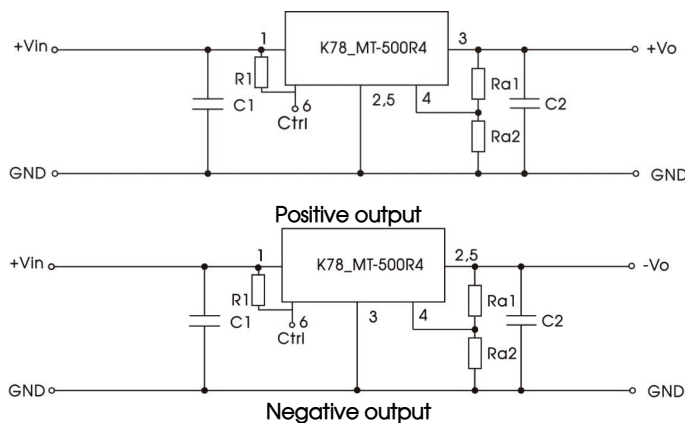 +Vin
1
K78_MT-500R4
3
+Vo
R1
Ra1
C1
6
2,5
4
C2
Ctrl
Ra2
GND
GND
Positive output
+Vin
1
K78_MT-500R4
2,5
-Vo
R1
Ra1
C1
6
3
4
C2
Ctrl
Ra2
GND
GND
Negative output